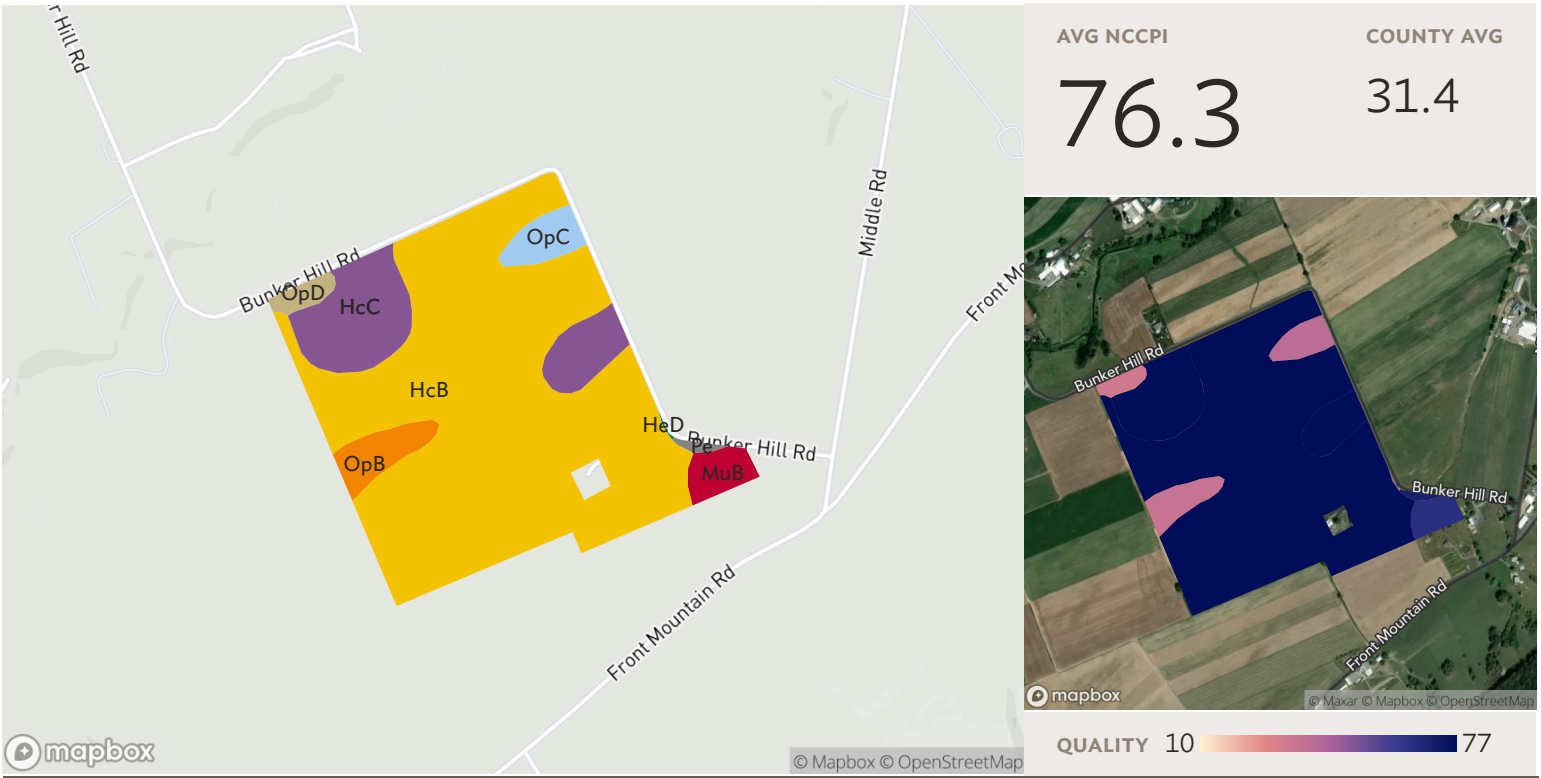 r Hill Rd
Middle Rd
Front Mo
Bunker Hill Rd
OpD
HcC
OpC
HcB
OpB
HeD
Bunker Hill Rd
Pe
MuB
Front Mountain Rd
mapbox
© Mapbox © OpenStreetMap
AVG NCCPI
COUNTY AVG
76.3
31.4
Bunker Hill Rd
Bunker Hill Rd
Front Mountain Rd
mapbox
© Maxar © Mapbox © OpenStreetMap
QUALITY 10 77